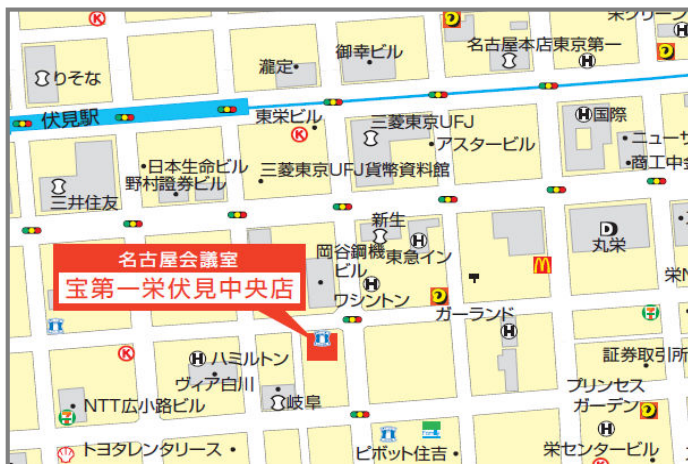 栄グリーン
名古屋本店東京第一
御幸ビル
瀧定
りそな
伏見駅
東栄ビル
三菱東京UFJ
アスタービル
国際
ニューサ
商工中金
日本生命ビル
野村證券ビル
三菱東京UFJ貨幣資料館
三井住友
新生
東急イン
岡谷鋼機
ビル
ワシントン
丸栄
栄N
名古屋会議室
宝第一栄伏見中央店
ガーランド
ハミルトン
ヴィア白川
岐阜
証券取引所
プリンセス
ガーデン
NTT広小路ビル
トヨタレンタリース
ピボット住吉
栄センタービル